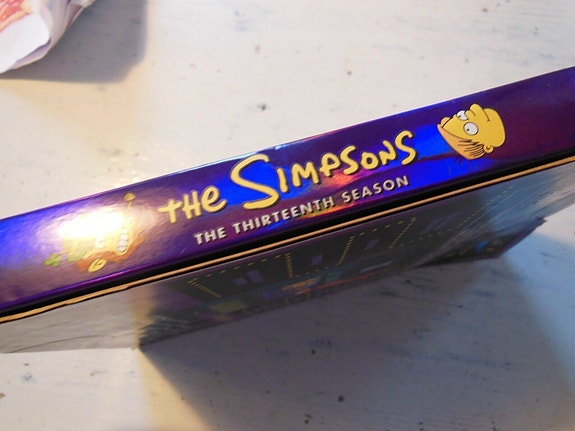 THE SIMPSONS
THE THIRTEENTH SEASON